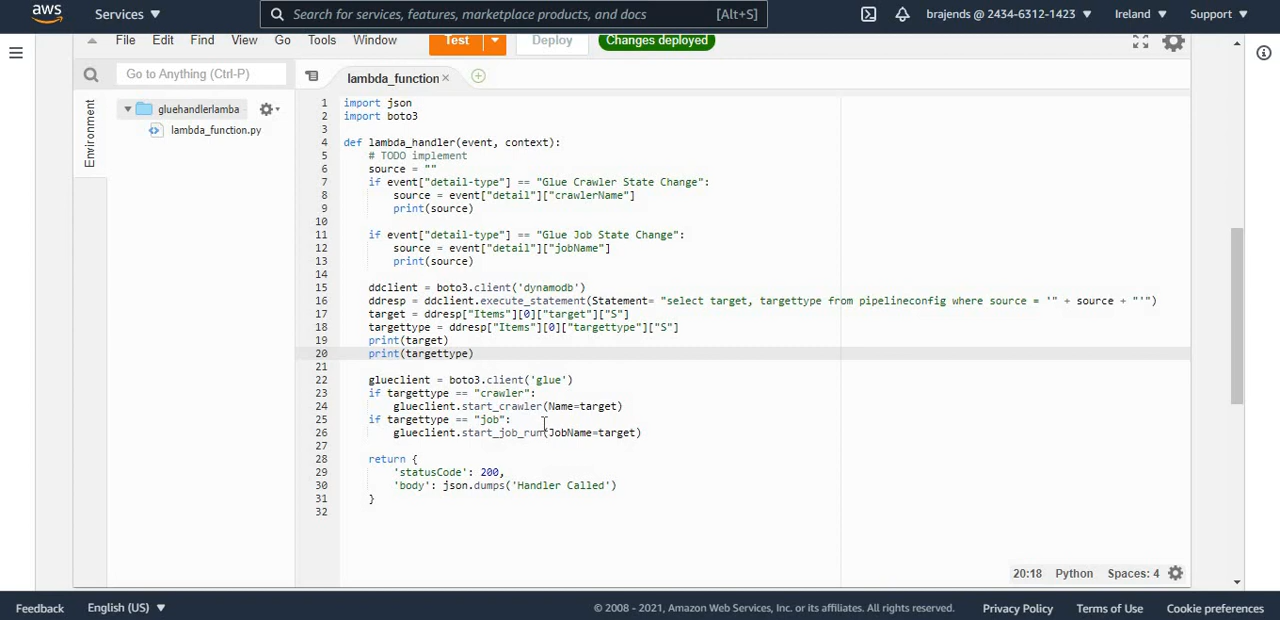 aws
Services ▼
Search for Services, features, marketplace products, and docs
[Alt+S]
brajends @ 2434-6312-1423 ▼
Ireland ▼
Support ▼
File Edit Find View Go Tools Window
Test
Deploy
Changes deployed
Go to Anything (Ctrl-P)
Environment
gluehandlerlamba
lambda_function.py
lambda_function
1 import json
2 import boto3
3
4 def lambda_handler(event, context):
5 # TODO implement
6 source = ""
7 if event["detail-type"] == "Glue Crawler State Change":
8 source = event["detail"]["crawlerName"]
9 print(source)
10
11 if event["detail-type"] == "Glue Job State Change":
12 source = event["detail"]["jobName"]
13 print(source)
14
15 ddclient = boto3.client('dynamodb')
16 ddresp = ddclient.execute_statement(Statement= "select target, targettype from pipelineconfig where source = '" + source + "'")
17 target = ddresp["Items"][0]["target"]["S"]
18 targettype = ddresp["Items"][0]["targettype"]["S"]
19 print(target)
20 print(targettype)
21
22 glueclient = boto3.client('glue')
23 if targettype == "crawler":
24 glueclient.start_crawler(Name=target)
25 if targettype == "job":
26 glueclient.start_job_run(JobName=target)
27
28 return {
29 'statusCode': 200,
30 'body': json.dumps('Handler Called')
31 }
32
20:18 Python Spaces: 4
Feedback
English (US) ▼
© 2008 - 2021, Amazon Web Services, Inc. or its affiliates. All rights reserved.
Privacy Policy
Terms of Use
Cookie preferences